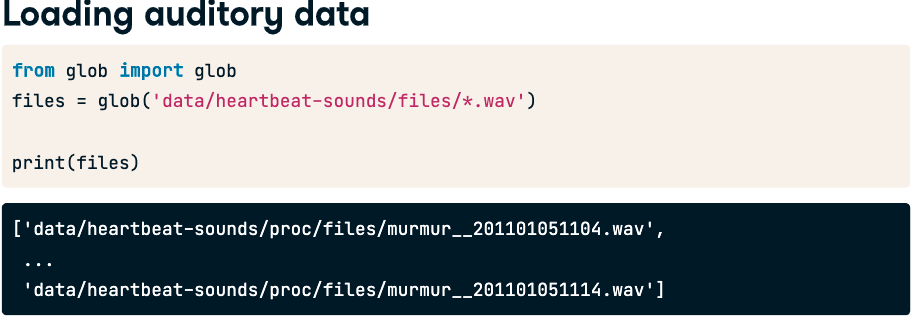 Loading auditory data
from glob import glob
files = glob('data/heartbeat-sounds/files/*.wav')
print(files)
['data/heartbeat-sounds/proc/files/murmur__201101051104.wav',
...
'data/heartbeat-sounds/proc/files/murmur__201101051114.wav']